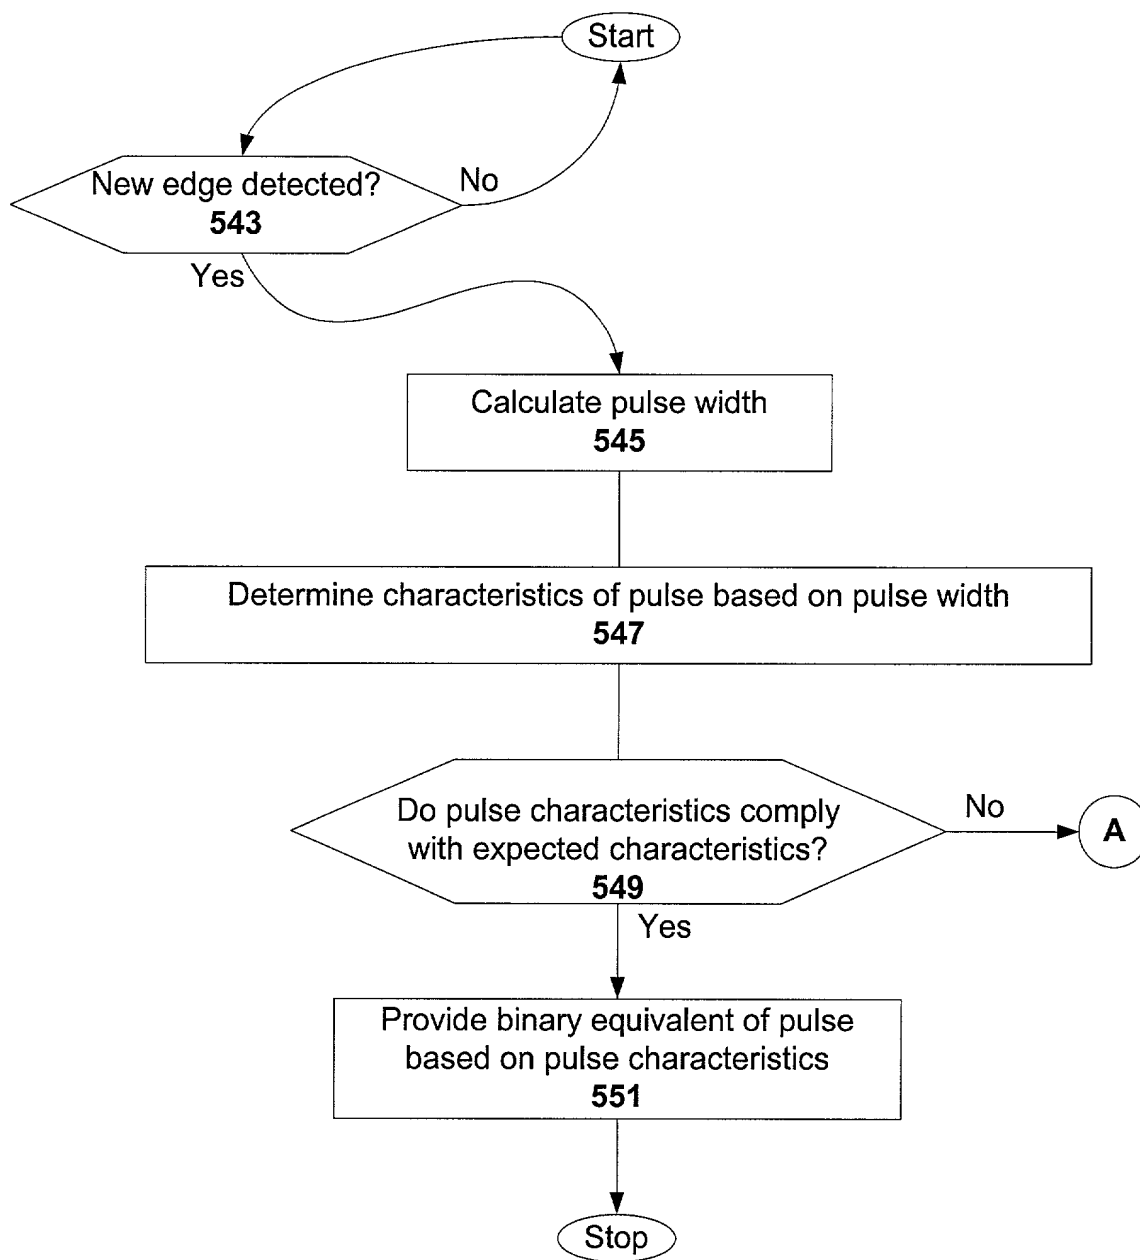 Start
New edge detected?
543
No
Yes
Calculate pulse width
545
Determine characteristics of pulse based on pulse width
547
Do pulse characteristics comply
with expected characteristics?
549
No
A
Yes
Provide binary equivalent of pulse
based on pulse characteristics
551
Stop